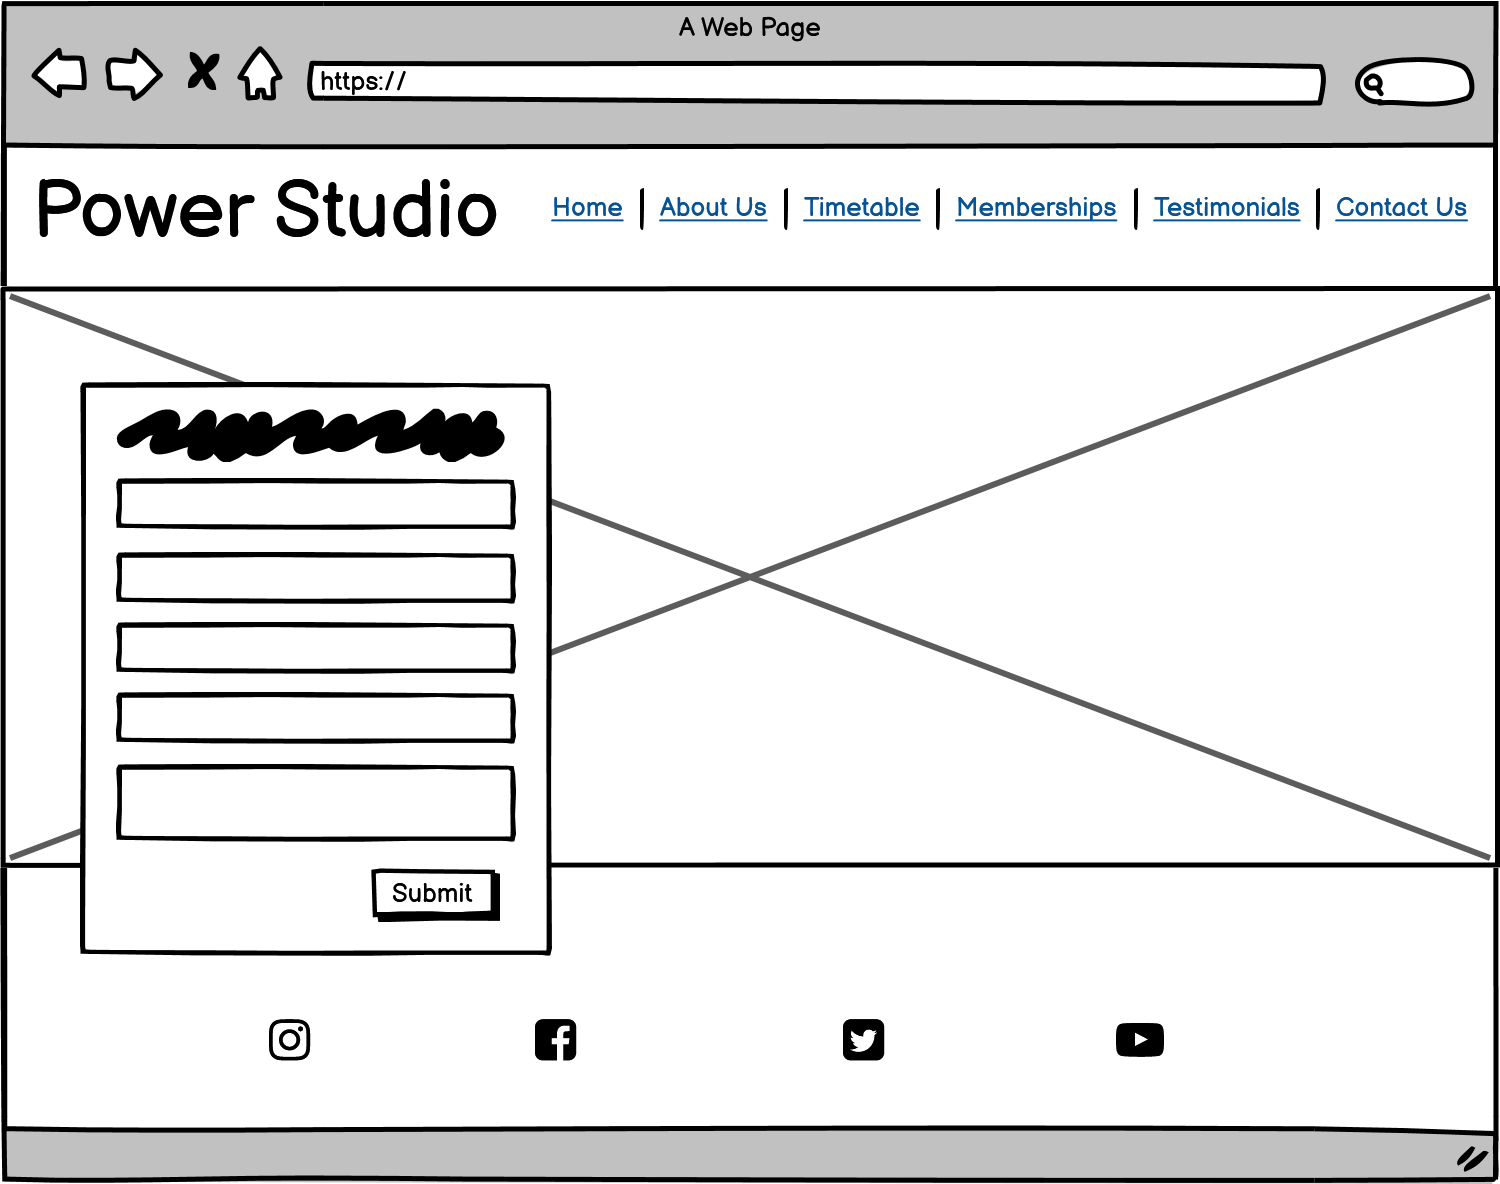 A Web Page
https://
Power Studio
Home | About Us | Timetable | Memberships | Testimonials | Contact Us
Submit